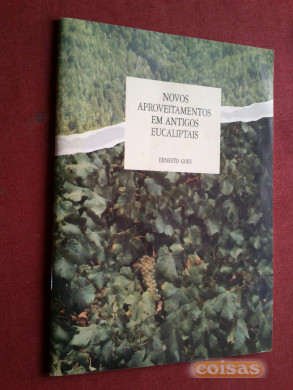 NOVOS
APROVEITAMENTOS
EM ANTIGOS
EUCALIPTAIS
ERNESTO GOES
coisas